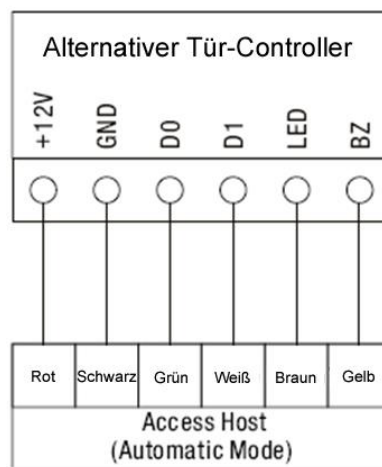 Alternativer Tür-Controller
+12V GND D0 D1 LED BZ
Rot Schwarz Grün Weiß Braun Gelb
Access Host
(Automatic Mode)